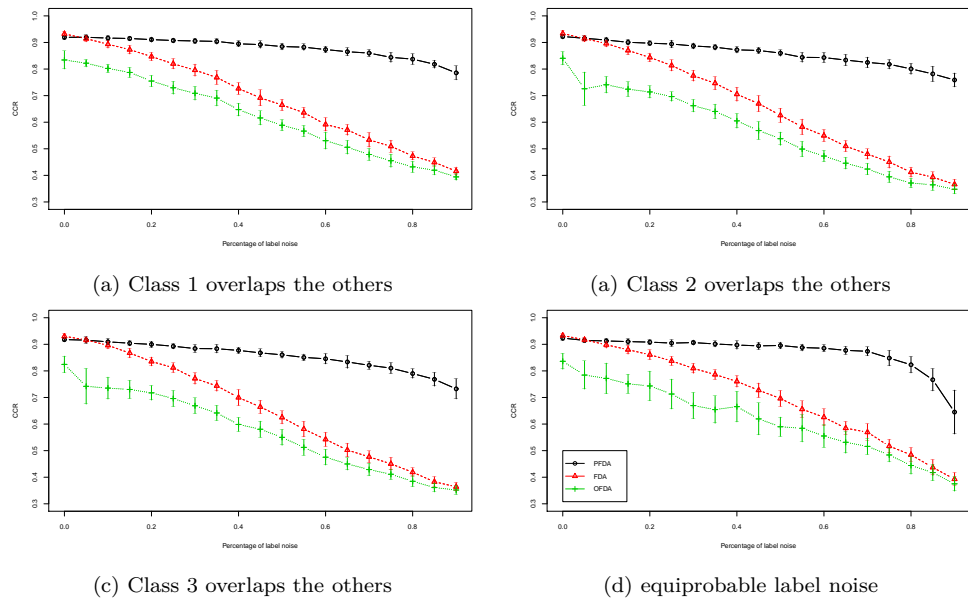 1.0
0.9
0.8
0.7
0.6
0.5
0.4
0.3
CCR
0.0 0.2 0.4 0.6 0.8
Percentage of label noise
(a) Class 1 overlaps the others
1.0
0.9
0.8
0.7
0.6
0.5
0.4
0.3
CCR
0.0 0.2 0.4 0.6 0.8
Percentage of label noise
(a) Class 2 overlaps the others
1.0
0.9
0.8
0.7
0.6
0.5
0.4
0.3
CCR
0.0 0.2 0.4 0.6 0.8
Percentage of label noise
(c) Class 3 overlaps the others
1.0
0.9
0.8
0.7
0.6
0.5
0.4
0.3
CCR
PFDA
FDA
OFDA
0.0 0.2 0.4 0.6 0.8
Percentage of label noise
(d) equiprobable label noise